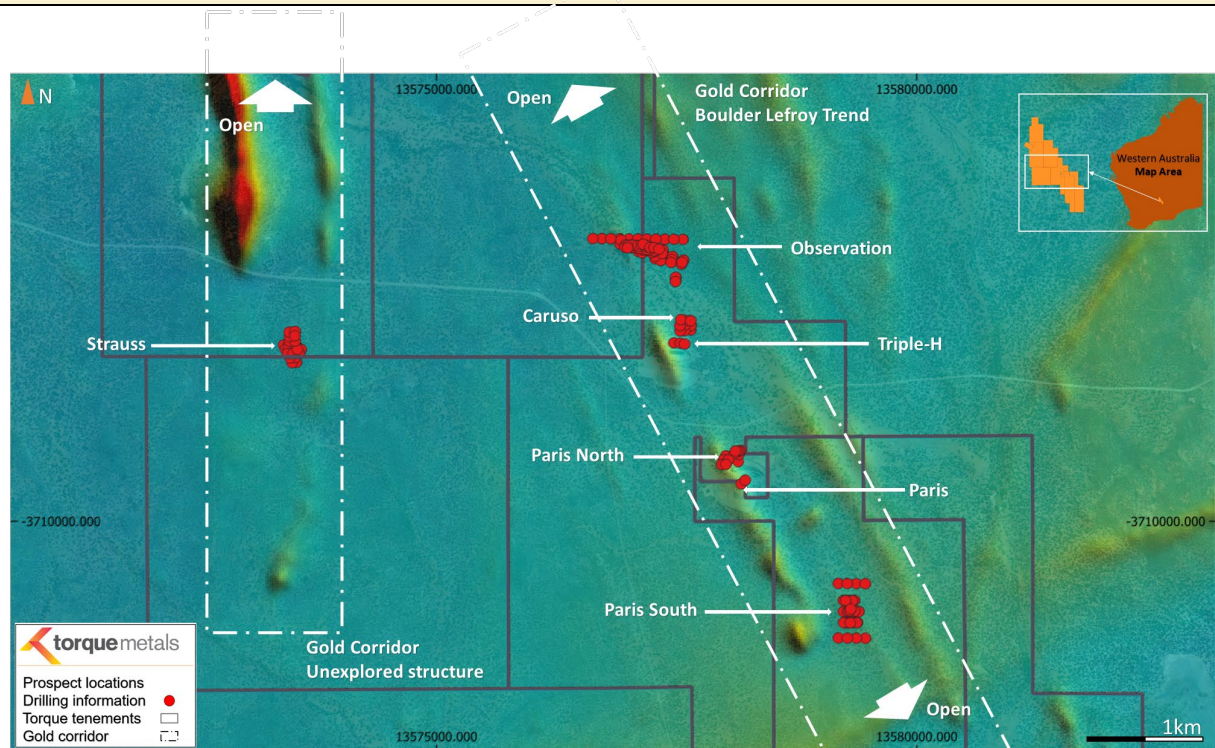 N
13575000.000
13580000.000
Open
Open
Gold Corridor
Boulder Lefroy Trend
Western Australia
Map Area
Observation
Caruso
Strauss
Triple-H
Paris North
Paris
-3710000.000
-3710000.000
Paris South
Gold Corridor
Unexplored structure
torquemetals
Prospect locations
Drilling information
Torque tenements
Gold corridor
Open
13575000.000
13580000.000
1km